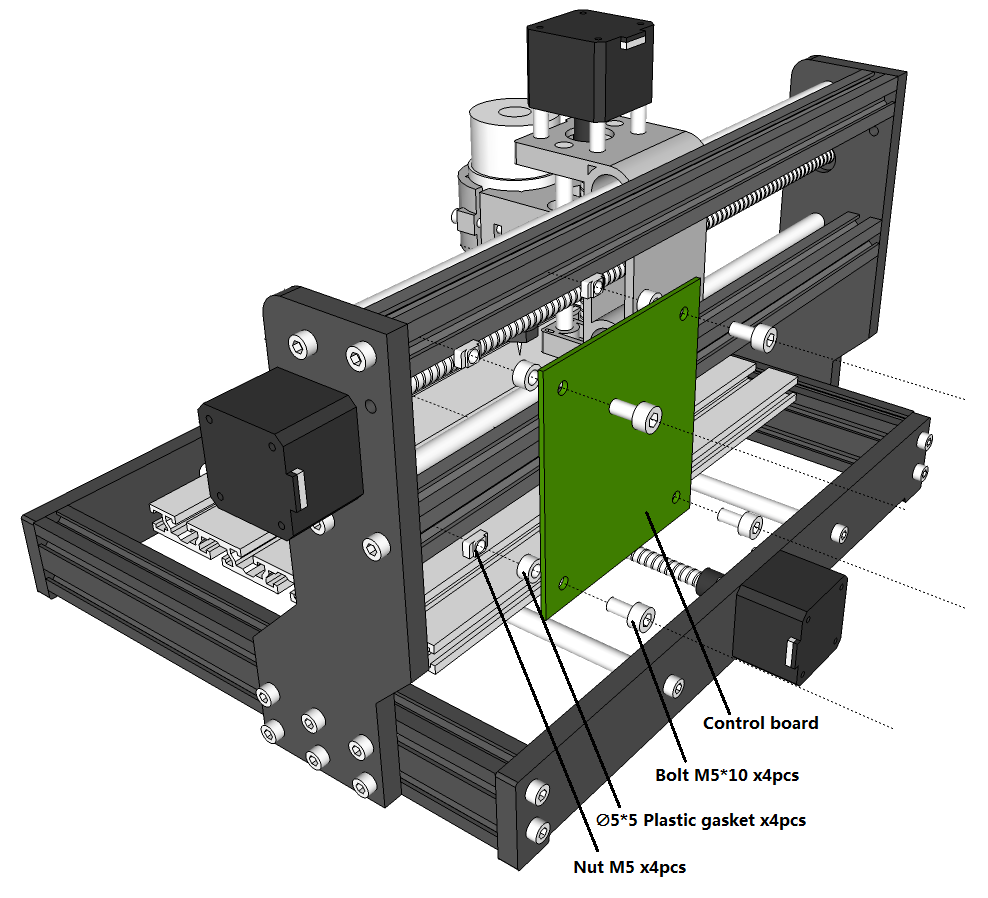 Control board
Bolt M5*10 x4pcs
∅5*5 Plastic gasket x4pcs
Nut M5 x4pcs